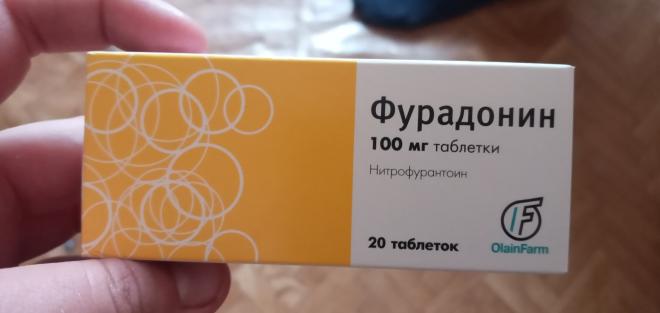 Фурадонин
100 мг таблетки
Нитрофурантоин
20 таблеток
OlainFarm